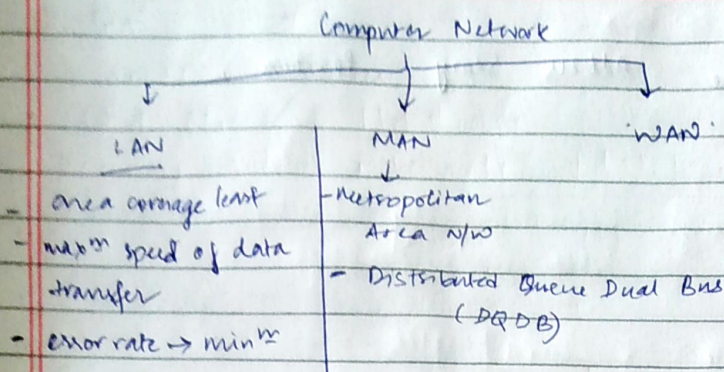 Computer Network
LAN
MAN
WAN
- area coverage least
- max^m speed of data
transfer
- error rate → min^m
- Metropolitan
Area N/W
- Distributed Queue Dual Bus
(DQDB)